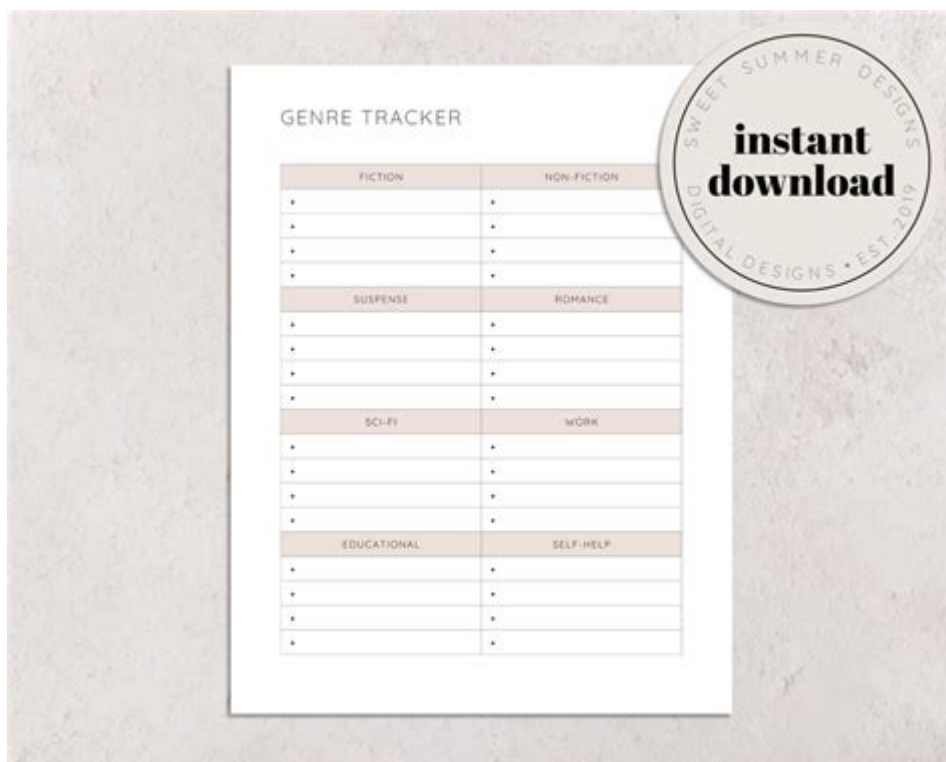 GENRE TRACKER
FICTION
NON-FICTION
SUSPENSE
ROMANCE
SCI-FI
WORK
EDUCATIONAL
SELF-HELP
SWEET SUMMER DESIGNS
instant
download
DIGITAL DESIGNS • EST. 2019